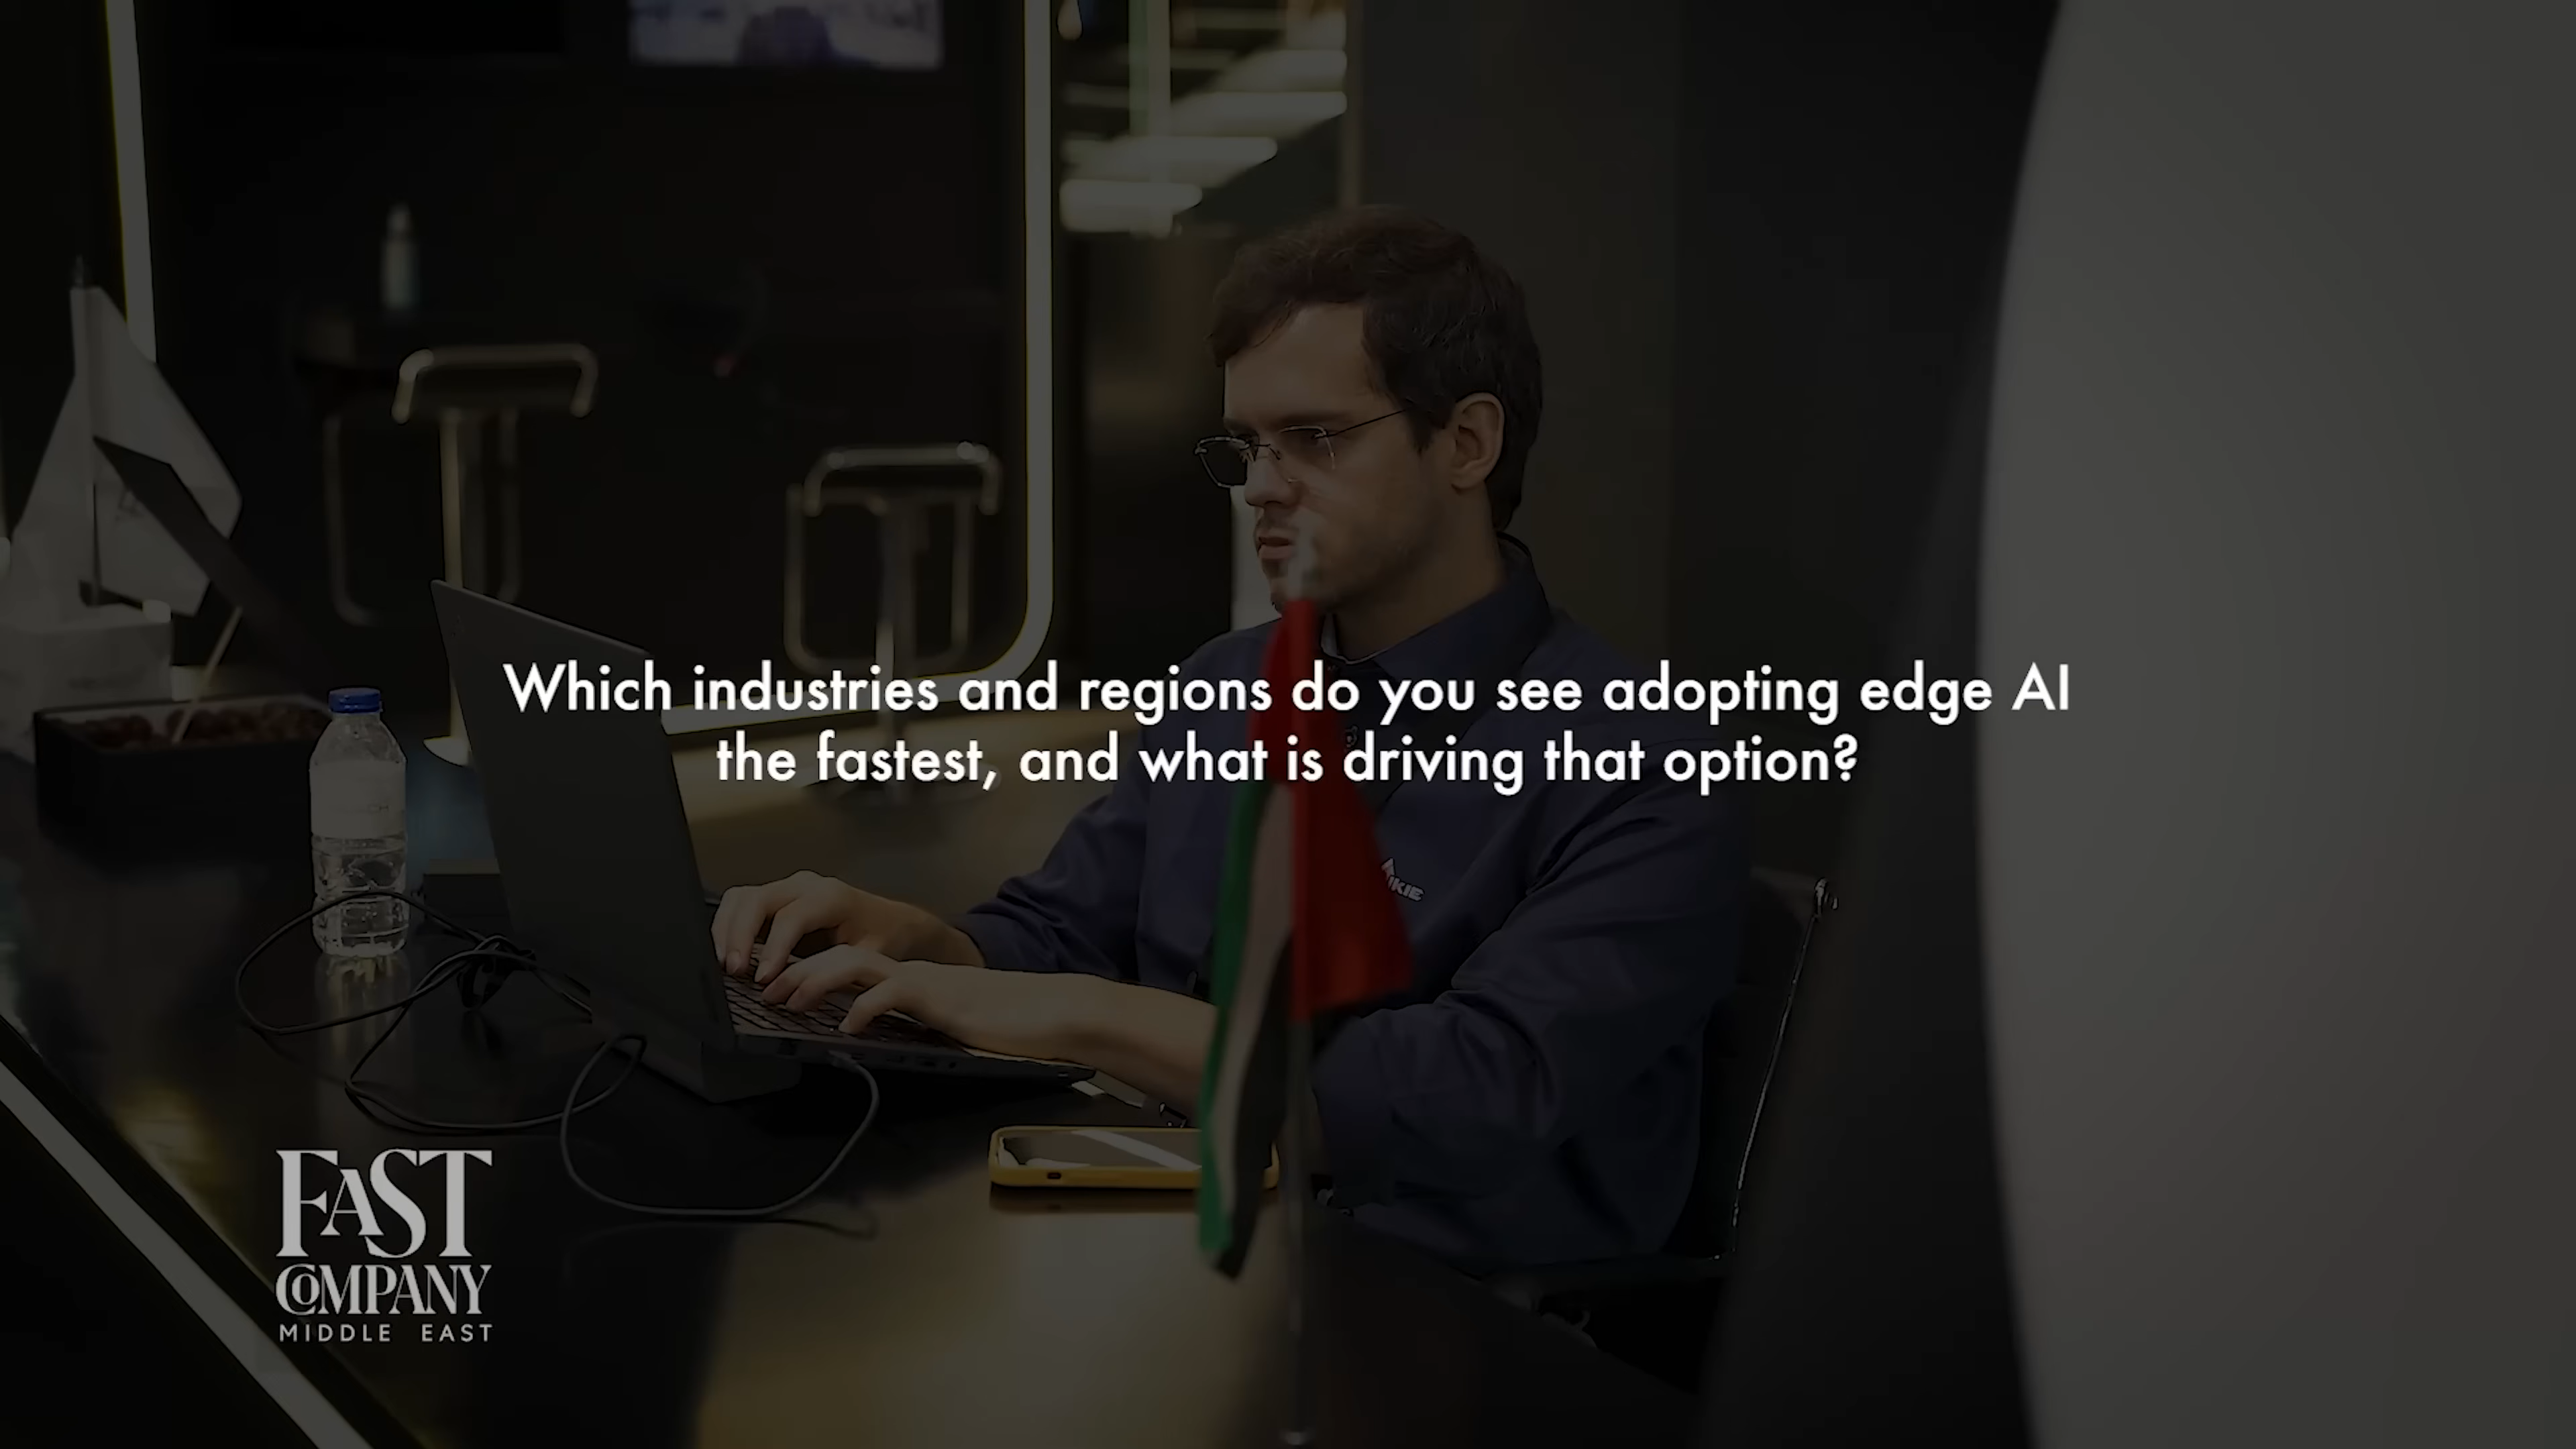 Which industries and regions do you see adopting edge AI
the fastest, and what is driving that option?
FAST
COMPANY
MIDDLE EAST